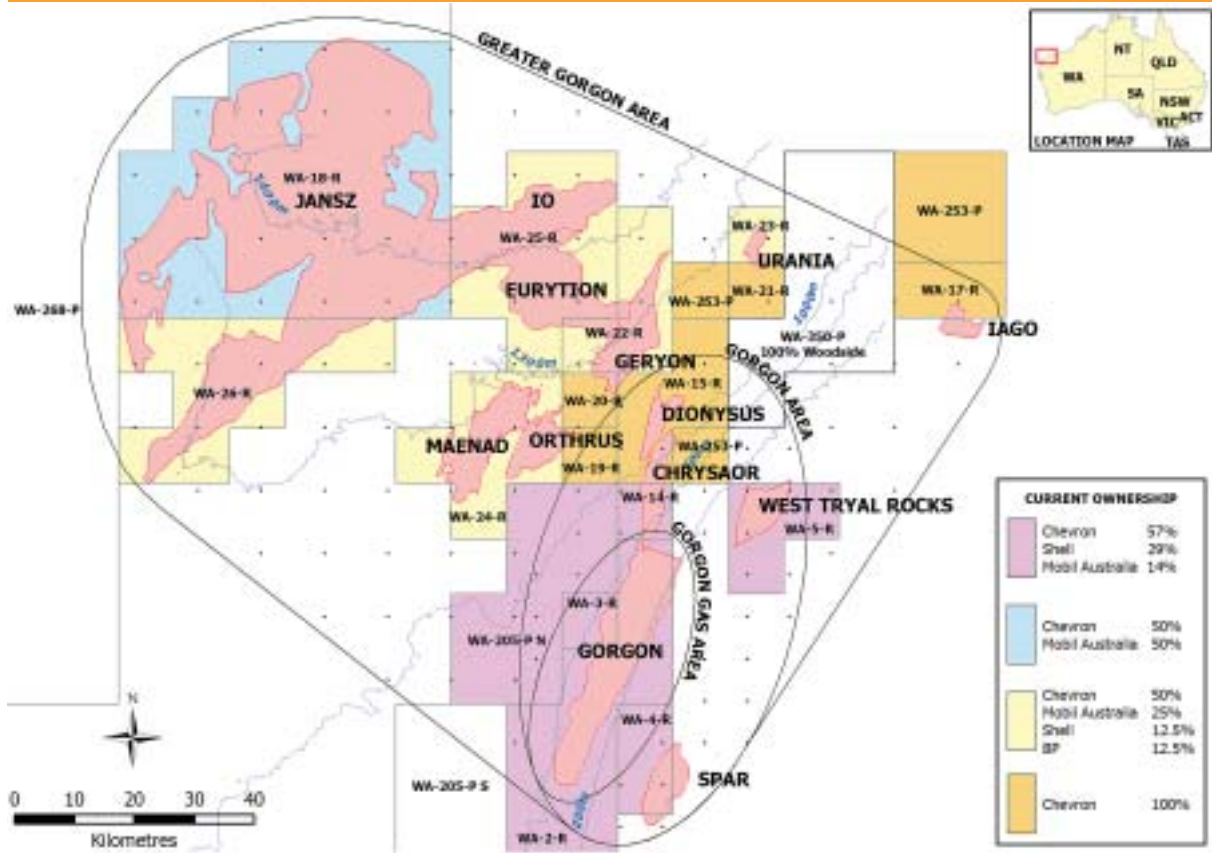 GREATER GORGON AREA
NT
QLD
WA
SA
NSW
ACT
VIC
TAS
LOCATION MAP
WA-18-R
JANSZ
IO
WA-25-R
WA-23-R
URANIA
WA-253-P
EURYTION
WA-253-P
WA-21-R
WA-17-R
WA-268-P
IAGO
WA-22-R
WA-350-P
100% Woodside
GERYON
GORGON AREA
WA-26-R
WA-20-R
WA-15-R
DIONYSUS
MAENAD
ORTHRUS
WA-253-P
WA-19-R
CHRYSAOR
WA-14-R
WEST TRYAL ROCKS
WA-24-R
WA-5-R
GORGON GAS AREA
WA-3-R
WA-205-P N
GORGON
WA-4-R
SPAR
WA-205-P S
200m
WA-2-R
N
0 10 20 30 40
Kilometres
CURRENT OWNERSHIP
Chevron 57%
Shell 29%
Mobil Australia 14%
Chevron 50%
Mobil Australia 50%
Chevron 50%
Mobil Australia 25%
Shell 12.5%
BP 12.5%
Chevron 100%